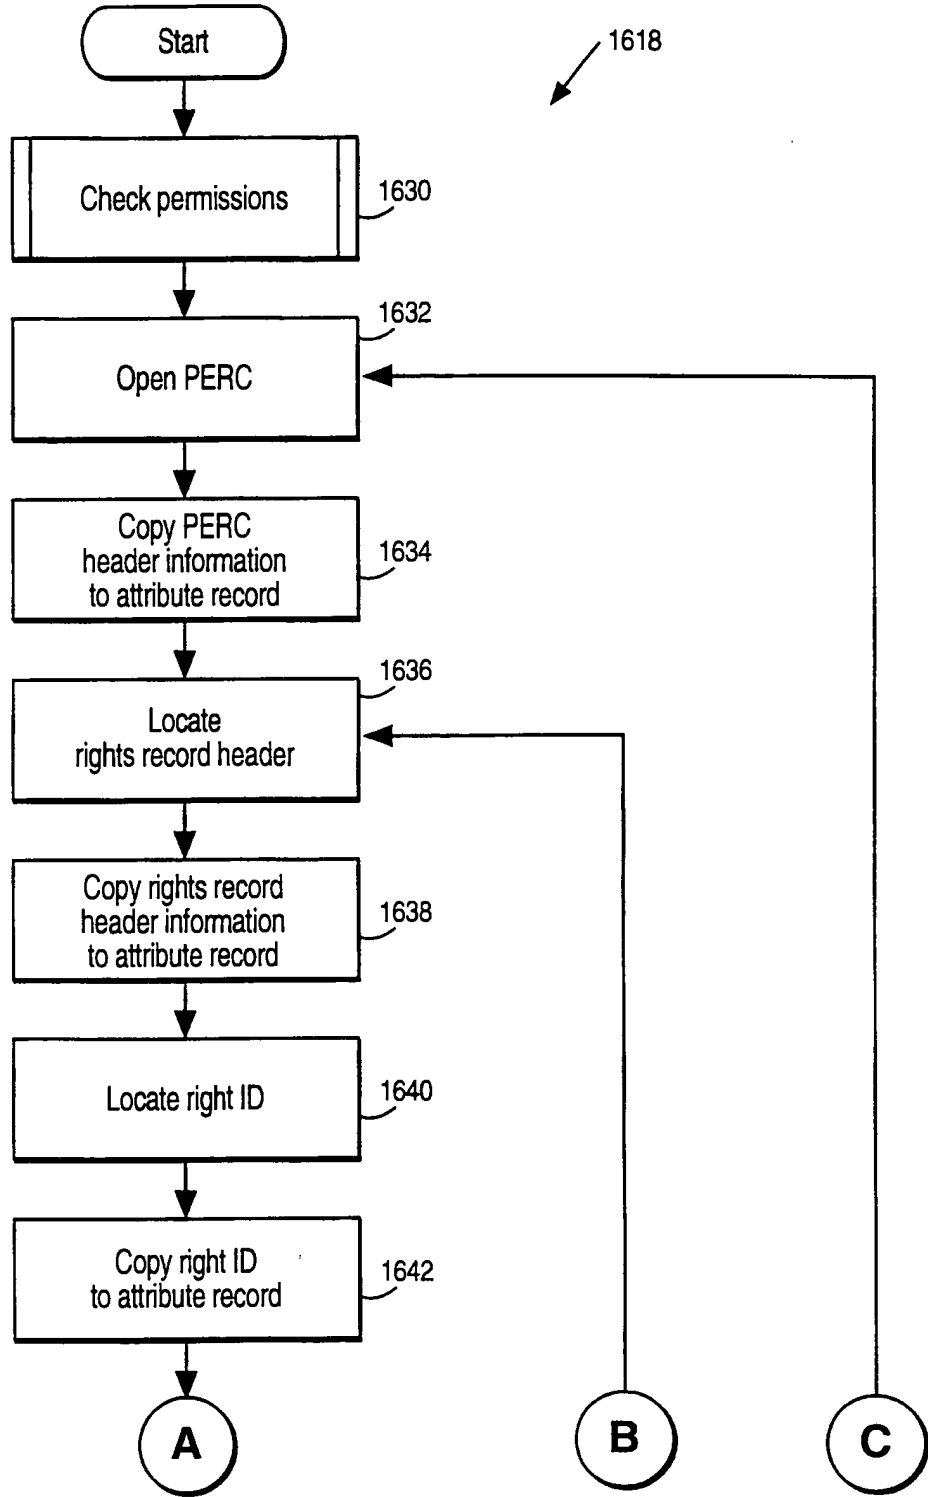 Start
1618
Check permissions
1630
1632
Open PERC
Copy PERC
header information
to attribute record
1634
1636
Locate
rights record header
Copy rights record
header information
to attribute record
1638
Locate right ID
1640
Copy right ID
to attribute record
1642
A
B
C